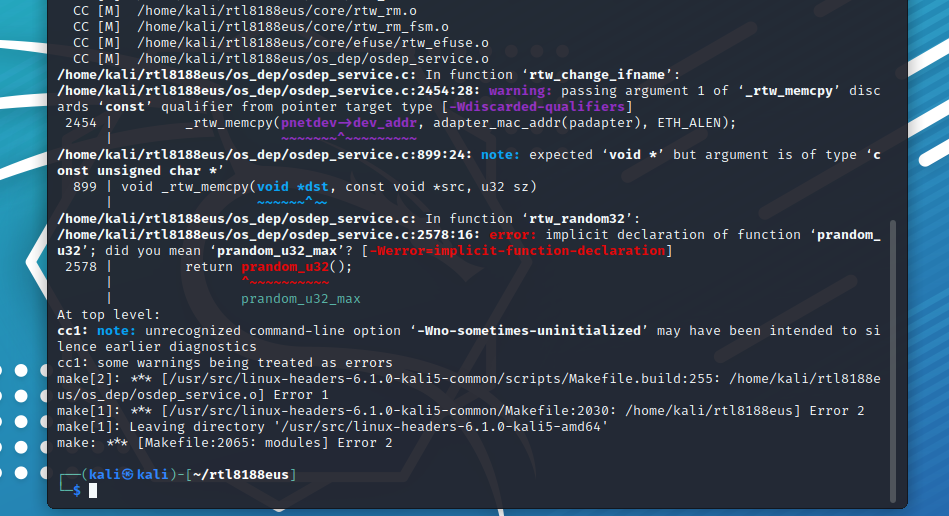 CC [M]  /home/kali/rtl8188eus/core/rtw_rm.o
CC [M]  /home/kali/rtl8188eus/core/rtw_rm_fsm.o
CC [M]  /home/kali/rtl8188eus/core/efuse/rtw_efuse.o
CC [M]  /home/kali/rtl8188eus/os_dep/osdep_service.o
/home/kali/rtl8188eus/os_dep/osdep_service.c: In function ‘rtw_change_ifname’:
/home/kali/rtl8188eus/os_dep/osdep_service.c:2454:28: warning: passing argument 1 of ‘_rtw_memcpy’ disc
ards ‘const’ qualifier from pointer target type [-Wdiscarded-qualifiers]
 2454 |         _rtw_memcpy(pnetdev->dev_addr, adapter_mac_addr(padapter), ETH_ALEN);
      |                     ~~~~~~~^~~~~~~~~~
/home/kali/rtl8188eus/os_dep/osdep_service.c:899:24: note: expected ‘void *’ but argument is of type ‘c
onst unsigned char *’
  899 | void _rtw_memcpy(void *dst, const void *src, u32 sz)
      |                  ~~~~~~^~~
/home/kali/rtl8188eus/os_dep/osdep_service.c: In function ‘rtw_random32’:
/home/kali/rtl8188eus/os_dep/osdep_service.c:2578:16: error: implicit declaration of function ‘prandom_
u32’; did you mean ‘prandom_u32_max’? [-Werror=implicit-function-declaration]
 2578 |         return prandom_u32();
      |                ^~~~~~~~~~~
      |                prandom_u32_max
At top level:
cc1: note: unrecognized command-line option ‘-Wno-sometimes-uninitialized’ may have been intended to si
lence earlier diagnostics
cc1: some warnings being treated as errors
make[2]: *** [/usr/src/linux-headers-6.1.0-kali5-common/scripts/Makefile.build:255: /home/kali/rtl8188e
us/os_dep/osdep_service.o] Error 1
make[1]: *** [/usr/src/linux-headers-6.1.0-kali5-common/Makefile:2030: /home/kali/rtl8188eus] Error 2
make[1]: Leaving directory '/usr/src/linux-headers-6.1.0-kali5-amd64'
make: *** [Makefile:2065: modules] Error 2
┌──(kali㉿kali)-[~/rtl8188eus]
└─$